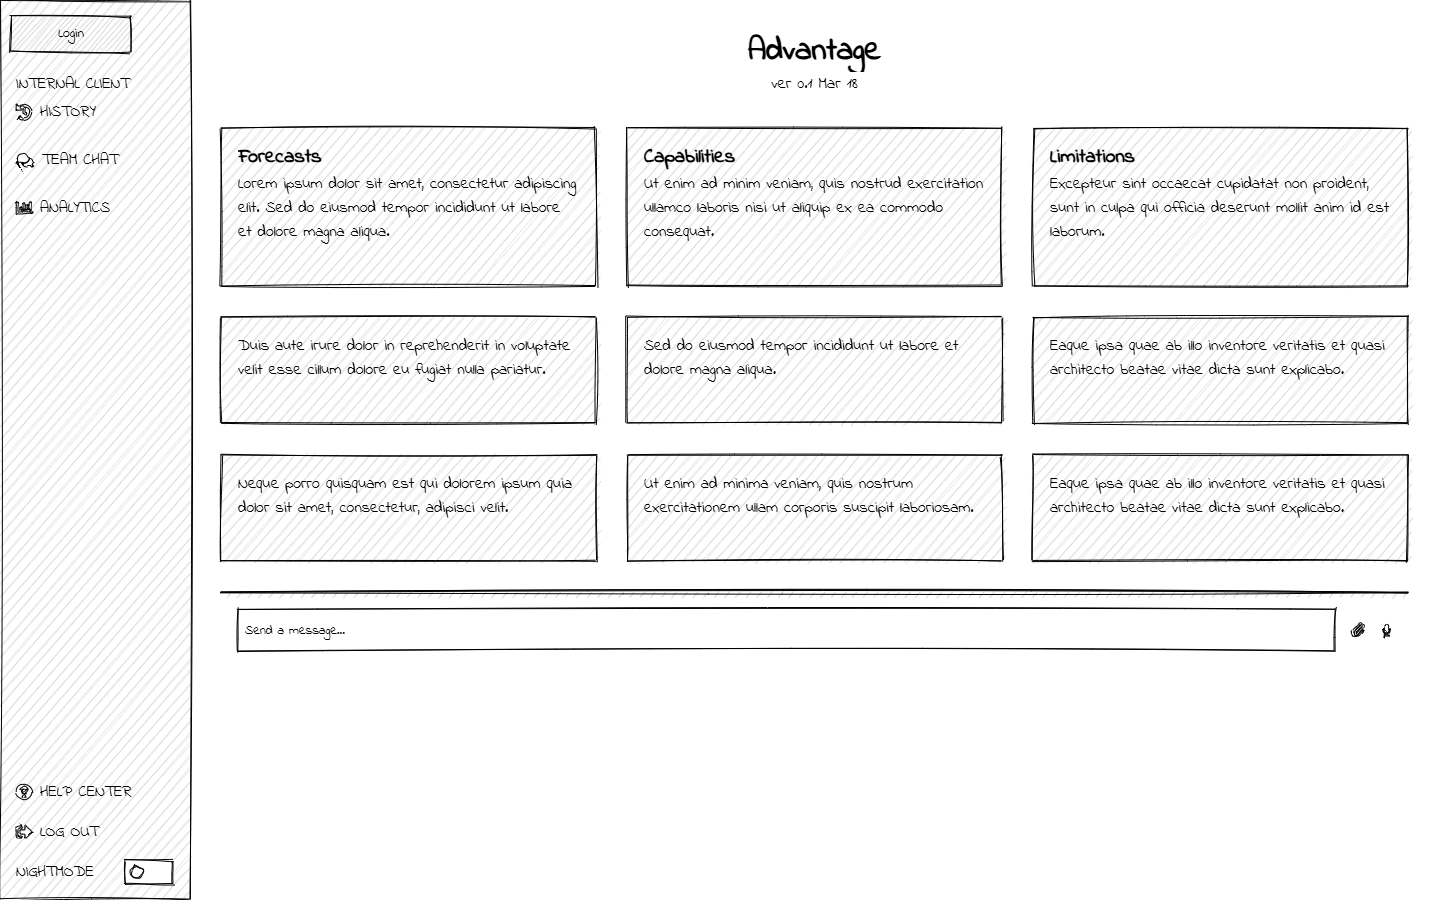 Login
INTERNAL CLIENT
HISTORY
TEAM CHAT
ANALYTICS
HELP CENTER
LOG OUT
NIGHTMODE
Advantage
ver 0.1 Mar 18
Forecasts
Lorem ipsum dolor sit amet, consectetur adipiscing
elit. Sed do eiusmod tempor incididunt ut labore
et dolore magna aliqua.
Capabilities
Ut enim ad minim veniam, quis nostrud exercitation
ullamco laboris nisi ut aliquip ex ea commodo
consequat.
Limitations
Excepteur sint occaecat cupidatat non proident,
sunt in culpa qui officia deserunt mollit anim id est
laborum.
Duis aute irure dolor in reprehenderit in voluptate
velit esse cillum dolore eu fugiat nulla pariatur.
Sed do eiusmod tempor incididunt ut labore et
dolore magna aliqua.
Eaque ipsa quae ab illo inventore veritatis et quasi
architecto beatae vitae dicta sunt explicabo.
Neque porro quisquam est qui dolorem ipsum quia
dolor sit amet, consectetur, adipisci velit.
Ut enim ad minima veniam, quis nostrum
exercitationem ullam corporis suscipit laboriosam.
Eaque ipsa quae ab illo inventore veritatis et quasi
architecto beatae vitae dicta sunt explicabo.
Send a message...